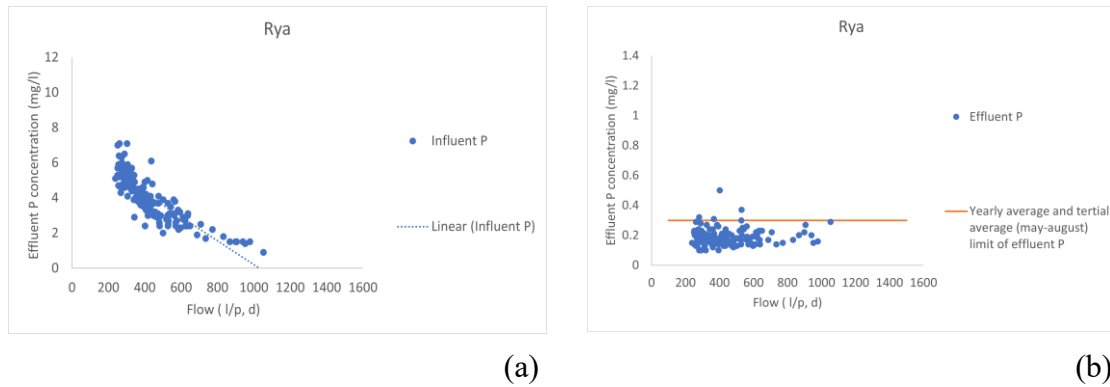 Rya
12
10
8
6
4
2
0
0 200 400 600 800 1000 1200 1400 1600
Effluent P concentration (mg/l)
Flow ( l/p, d)
Influent P
Linear (Influent P)
(a)
Rya
1.4
1.2
1
0.8
0.6
0.4
0.2
0
0 200 400 600 800 1000 1200 1400 1600
Effluent P concentration (mg/l)
Flow ( l/p, d)
Effluent P
Yearly average and tertial
average (may-august)
limit of effluent P
(b)